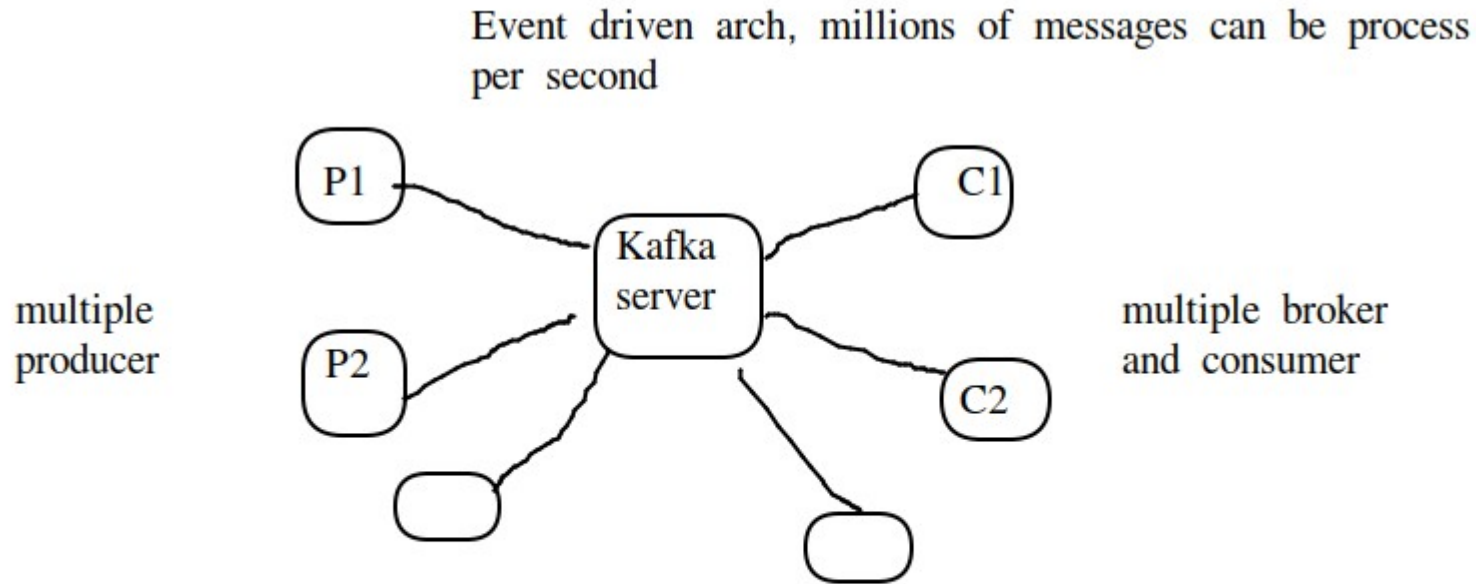 Event driven arch, millions of messages can be process
per second
P1
C1
Kafka
server
multiple
producer
multiple broker
and consumer
P2
C2